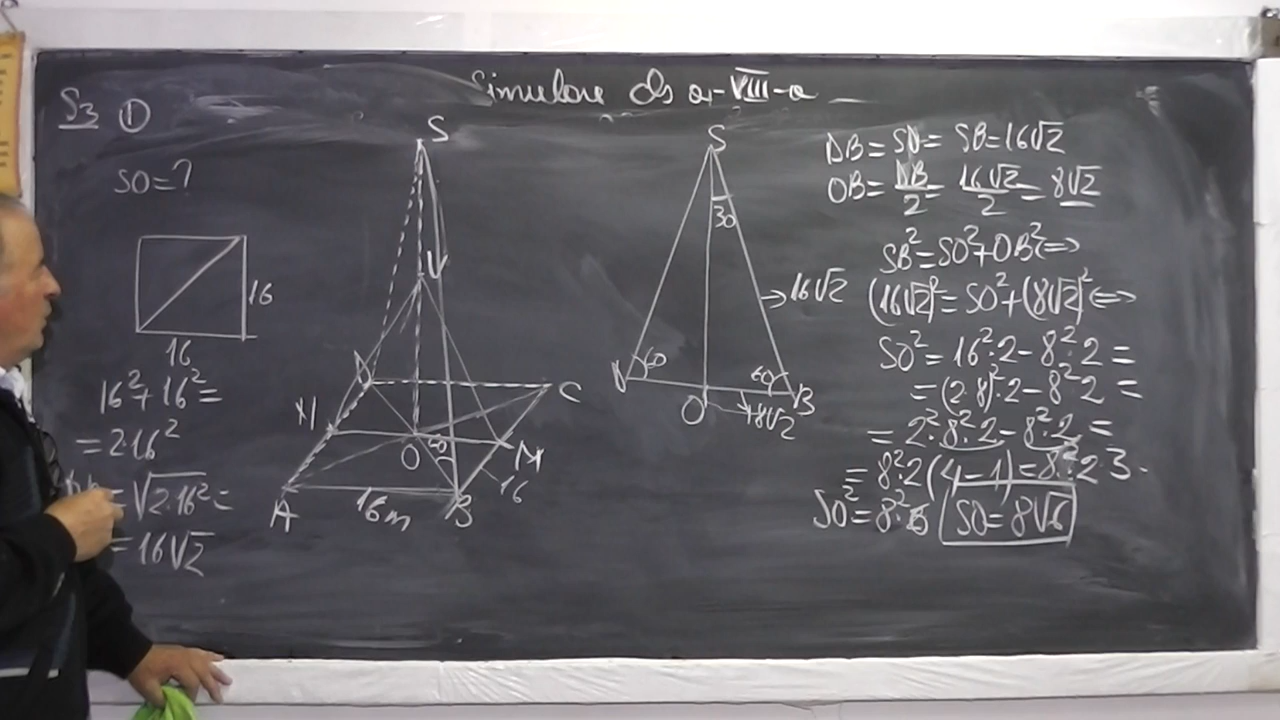 Simulare cls a-VIII-a
S3 ①
SO=?
16
16
16²+16²=
=2·16²
=√2·16²=
=16√2
S
V
D
C
N
O
60
M
16
A
16m
B
S
30
→16√2
D
60
60
B
O
→8√2
DB=SD=SB=16√2
OB=DB/2=16√2/2=8√2
SB²=SO²+OB²⇔
(16√2)²=SO²+(8√2)²⇔
SO²=16²·2-8²·2=
=(2·8)²·2-8²·2=
=2²·8²·2-8²·2=
=8²·2(4-1)=8²·2·3.
SO²=8²·6
SO=8√6